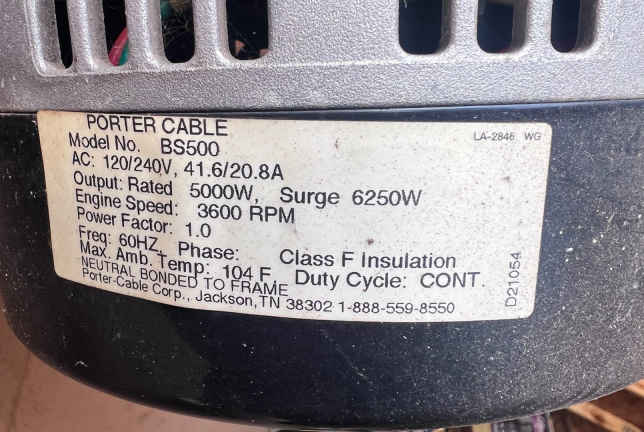 PORTER CABLE
LA-2846 WG
Model No. BS500
AC: 120/240V, 41.6/20.8A
Output: Rated 5000W, Surge 6250W
Engine Speed: 3600 RPM
Power Factor: 1.0
Freq: 60HZ Phase: Class F Insulation
Max. Amb. Temp: 104 F Duty Cycle: CONT.
NEUTRAL BONDED TO FRAME
Porter-Cable Corp., Jackson, TN 38302 1-888-559-8550
D21054